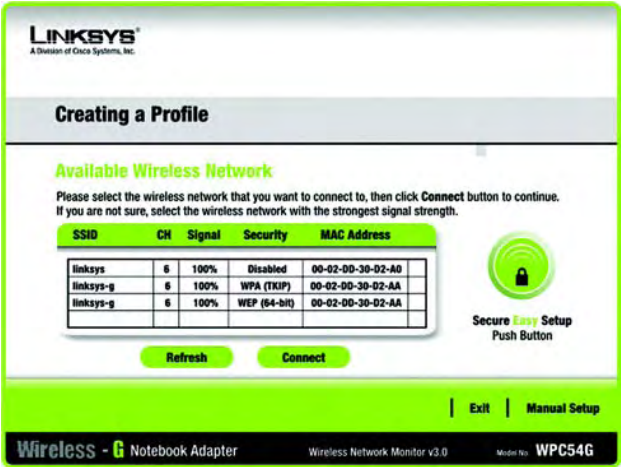 LINKSYS®
A Division of Cisco Systems, Inc.
Creating a Profile
Available Wireless Network
Please select the wireless network that you want to connect to, then click Connect button to continue.
If you are not sure, select the wireless network with the strongest signal strength.
SSID CH Signal Security MAC Address
linksys 6 100% Disabled 00-02-DD-30-D2-A0
linksys-g 6 100% WPA (TKIP) 00-02-DD-30-D2-AA
linksys-g 6 100% WEP (64-bit) 00-02-DD-30-D2-AA
Refresh Connect
Secure Easy Setup
Push Button
Exit Manual Setup
Wireless - G Notebook Adapter Wireless Network Monitor v3.0 Model No. WPC54G